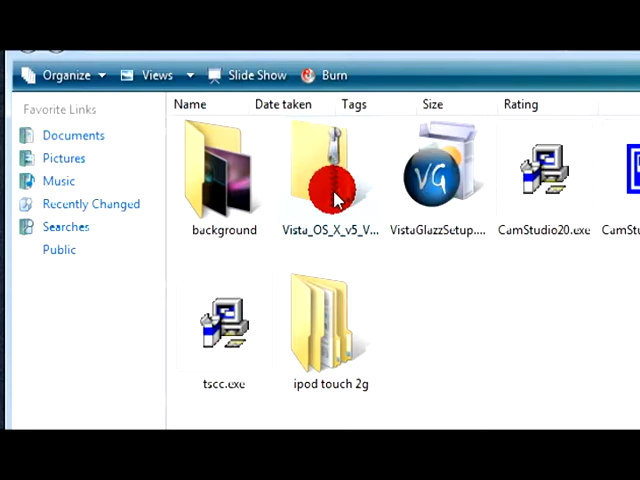 Organize Views Slide Show Burn
Favorite Links
Name Date taken Tags Size Rating
Documents
Pictures
Music
Recently Changed
Searches
Public
VG
background Vista_OS_X_v5_V... VistaGlazzSetup.... CamStudio20.exe CamStu
tscc.exe ipod touch 2g